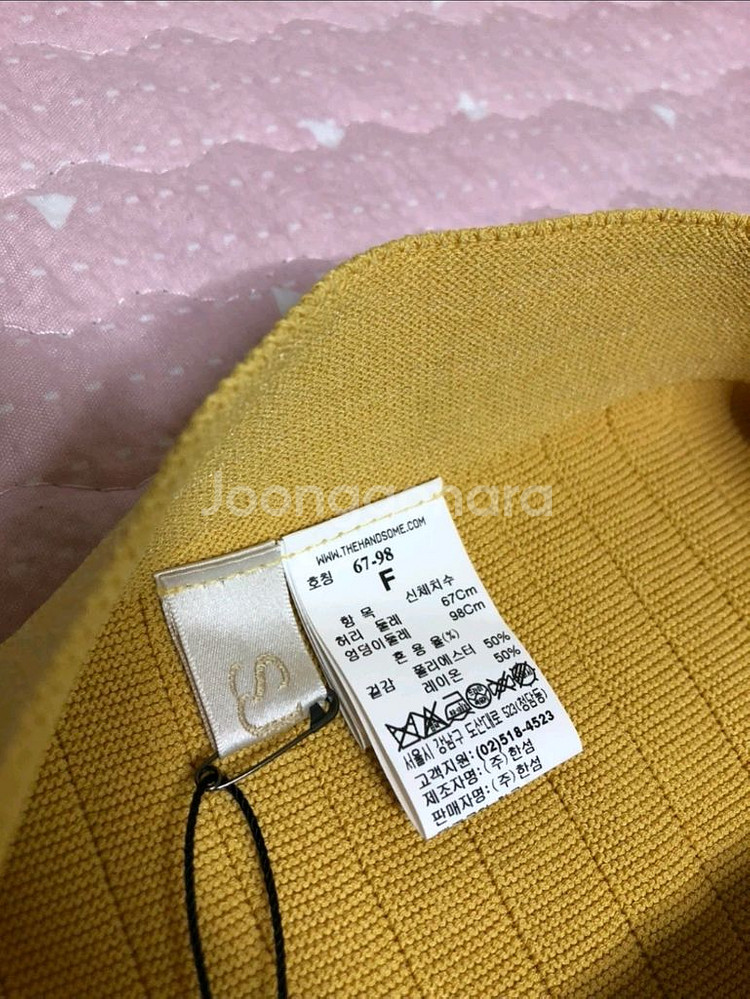 Joonggonara
WWW.THEHANDSOME.COM
호칭 67-98
F
항 목 신체치수
허리 둘레 67Cm
엉덩이둘레 98Cm
혼 용 율(%)
겉감 폴리에스터 50%
레이온 50%
서울시 강남구 도산대로 523(청담동)
고객지원: (02)518-4523
제조자명: (주)한섬
판매자명: (주)한섬